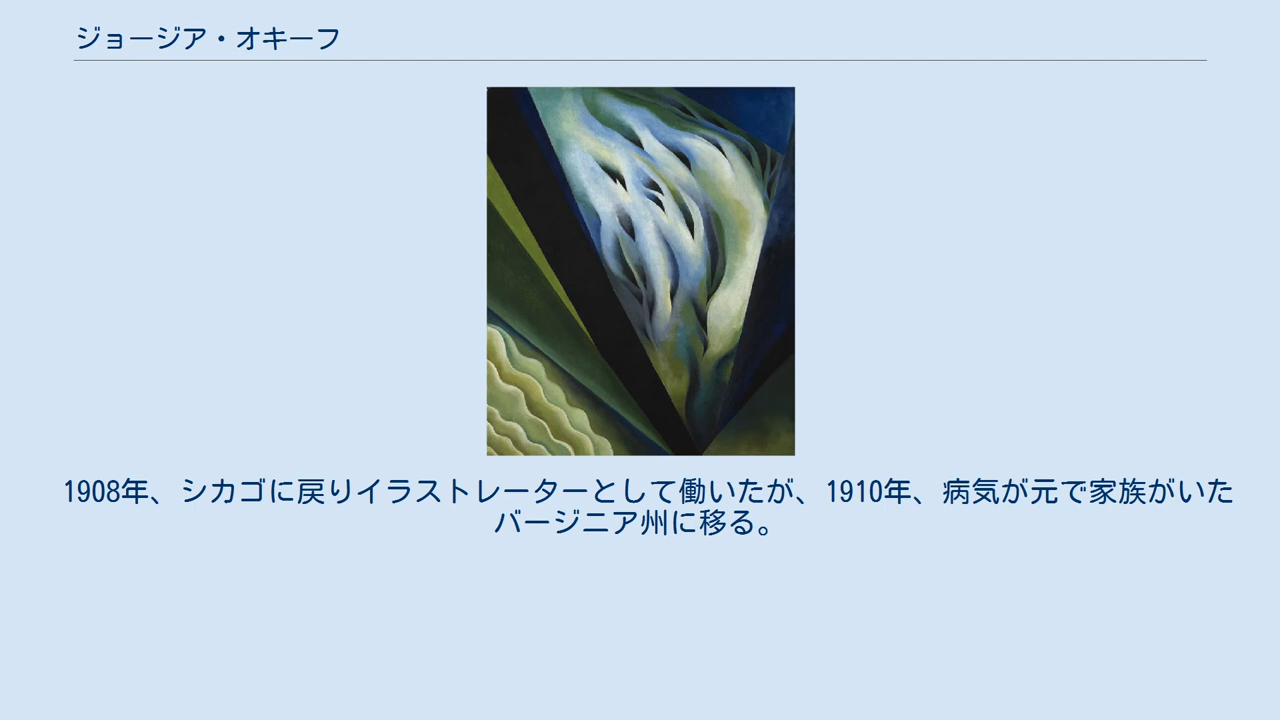 ジョージア・オキーフ
1908年、シカゴに戻りイラストレーターとして働いたが、1910年、病気が元で家族がいた
バージニア州に移る。